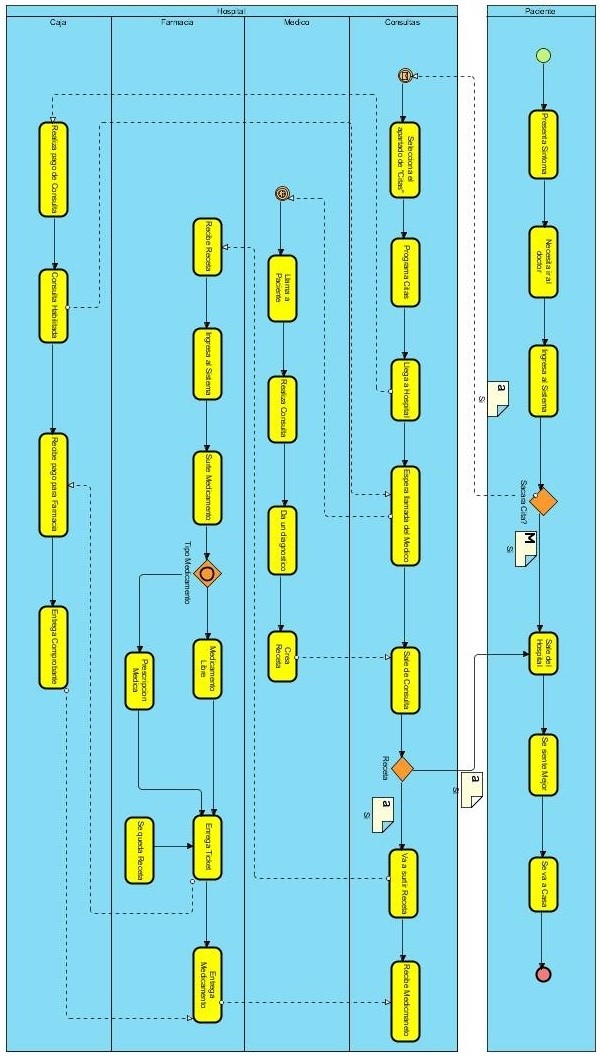 Hospital
Caja
Farmacia
Medico
Consultas
Paciente
Presenta Sintoma
Necesita ir al
doctor
Ingresa al Sistema
Sacara Cita?
a
Si
M
Si
Sale del
Hospital
Se siente Mejor
Se va a Casa
Selecciona el
apartado de "Citas"
Programa Citas
Llega a Hospital
Espera llamada del Medico
Sale de Consulta
Receta
a
Si
a
Si
Va a surtir Receta
Recibe Medicmaneto
Llama a
Paciente
Realiza Consulta
Da un diagnostico
Crea
Receta
Recibe Receta
Ingresa al Sistema
Surte Medicamento
Tipo Medicamento
Medicamento
Libre
Prescripcion
Medica
Entrega Ticket
Se queda Receta
Entrega
Medicamento
Realiza pago de Consulta
Consulta Habilitada
Recibe pago para Farmacia
Entrega Comprobante